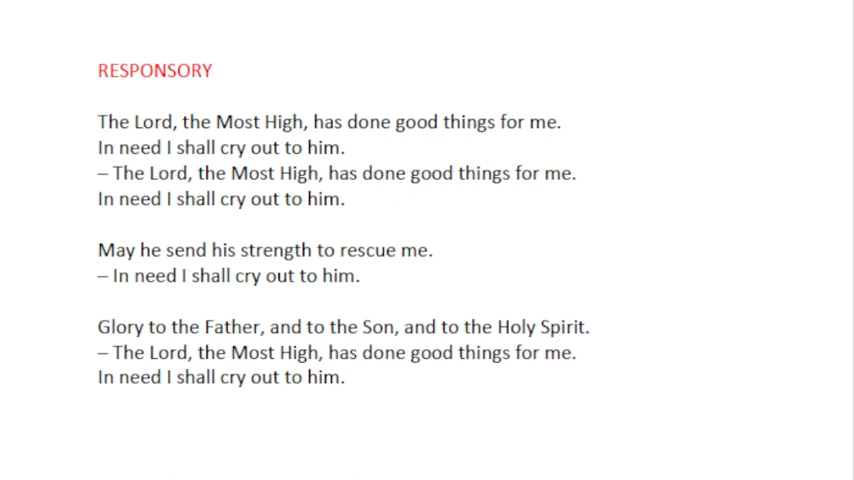 RESPONSORY
The Lord, the Most High, has done good things for me.
In need I shall cry out to him.
– The Lord, the Most High, has done good things for me.
In need I shall cry out to him.
May he send his strength to rescue me.
– In need I shall cry out to him.
Glory to the Father, and to the Son, and to the Holy Spirit.
– The Lord, the Most High, has done good things for me.
In need I shall cry out to him.